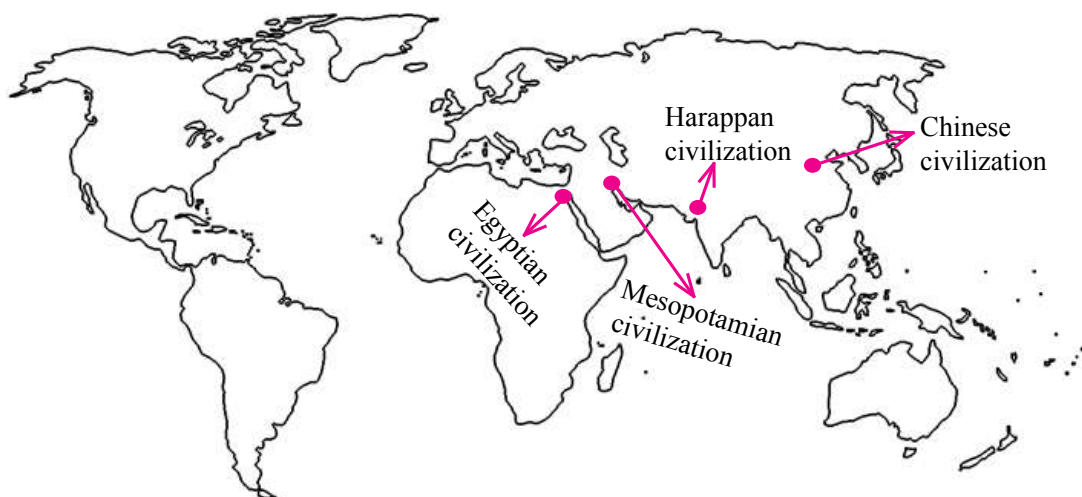 Harappan
civilization
Chinese
civilization
Egyptian
civilization
Mesopotamian
civilization